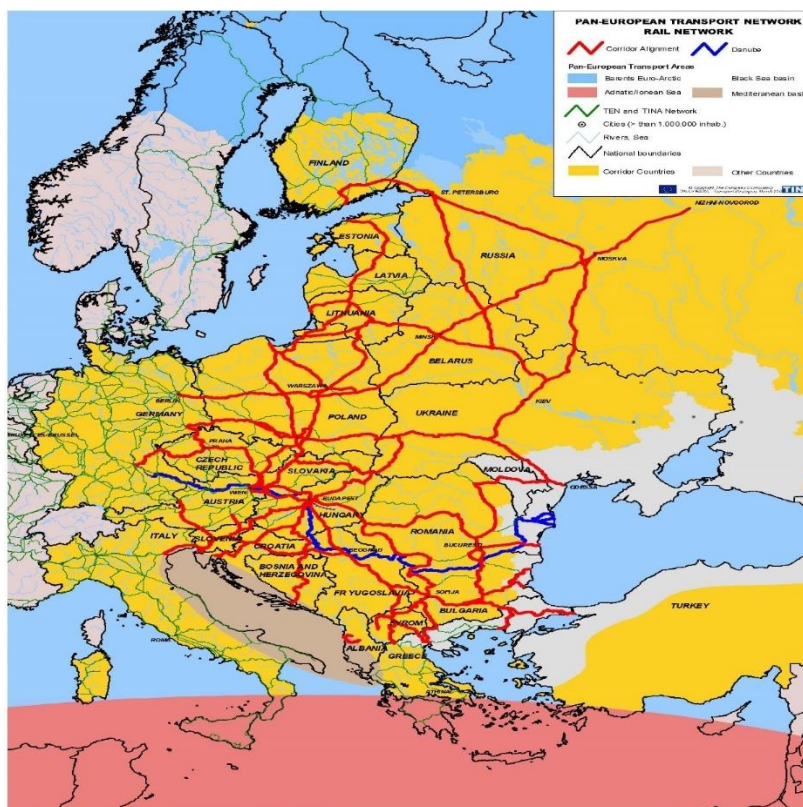 PAN-EUROPEAN TRANSPORT NETWORK
RAIL NETWORK
Corridor Alignment
Danube
Pan-European Transport Areas
Barents Euro-Arctic
Black Sea basin
Adriatic/Ionean Sea
Mediterranean basin
TEN and TINA Network
Cities (> than 1,000,000 inhab.)
Rivers, Sea
National boundaries
Corridor Countries
Other Countries
FINLAND
ST. PETERSBURG
NIZHNI-NOVGOROD
ESTONIA
RUSSIA
MOSKVA
LATVIA
LITHUANIA
MINSK
BELARUS
WARSZAWA
BERLIN
GERMANY
POLAND
UKRAINE
KIEV
PRAHA
CZECH
REPUBLIC
SLOVAKIA
MOLDOVA
ODESSA
WIEN
AUSTRIA
BUDAPEST
HUNGARY
ITALY
SLOVENIA
CROATIA
ROMANIA
BEOGRAD
BUCURESTI
BOSNIA AND
HERZEGOVINA
FR YUGOSLAVIA
SOFIJA
BULGARIA
TURKEY
FYROM
ROMA
ALBANIA
GREECE
ATHINAI